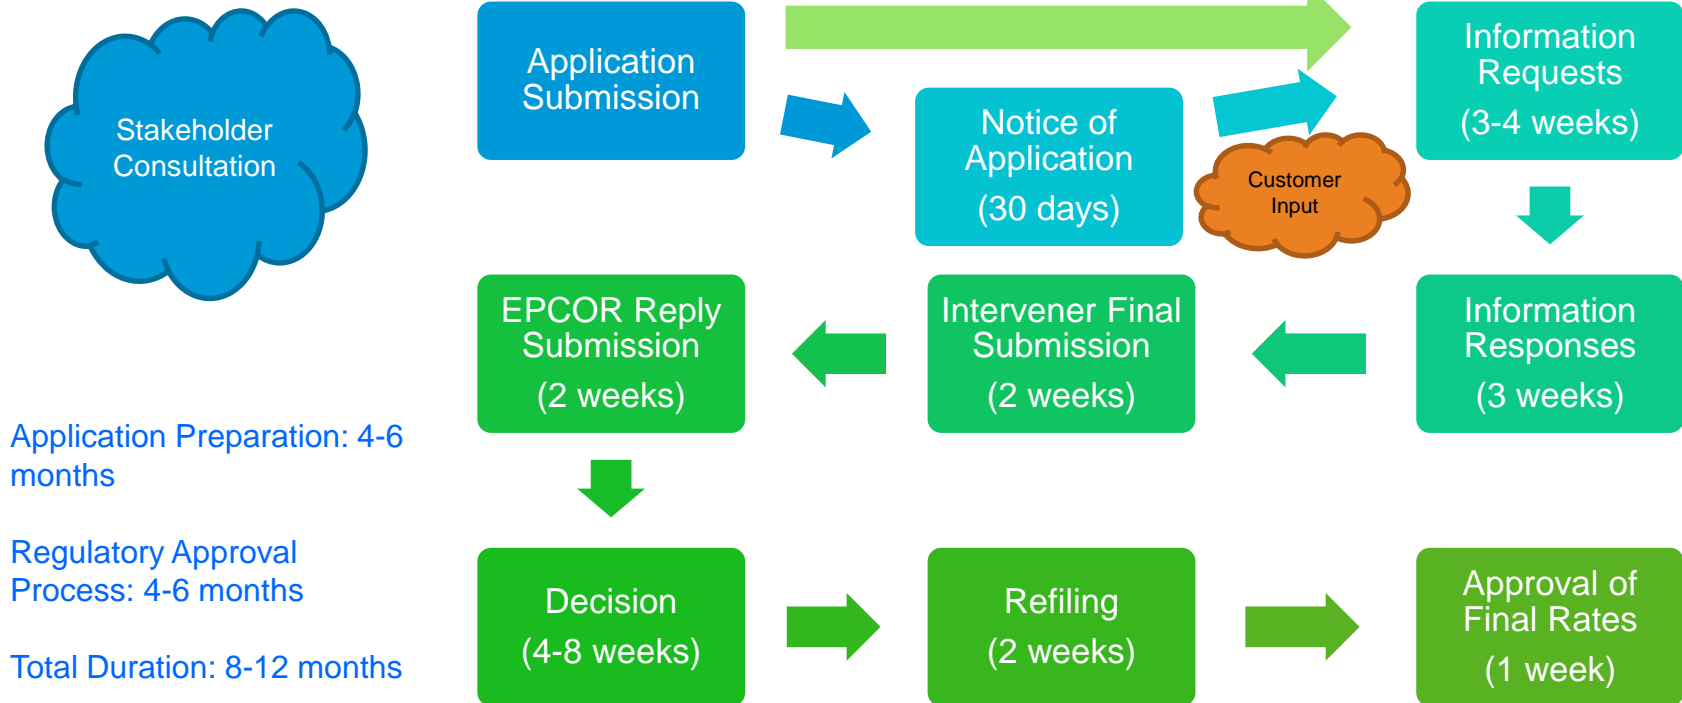 Stakeholder
Consultation
Application
Submission
Notice of
Application
(30 days)
Customer
Input
Information
Requests
(3-4 weeks)
EPCOR Reply
Submission
(2 weeks)
Intervener Final
Submission
(2 weeks)
Information
Responses
(3 weeks)
Application Preparation: 4-6
months
Regulatory Approval
Process: 4-6 months
Total Duration: 8-12 months
Decision
(4-8 weeks)
Refiling
(2 weeks)
Approval of
Final Rates
(1 week)